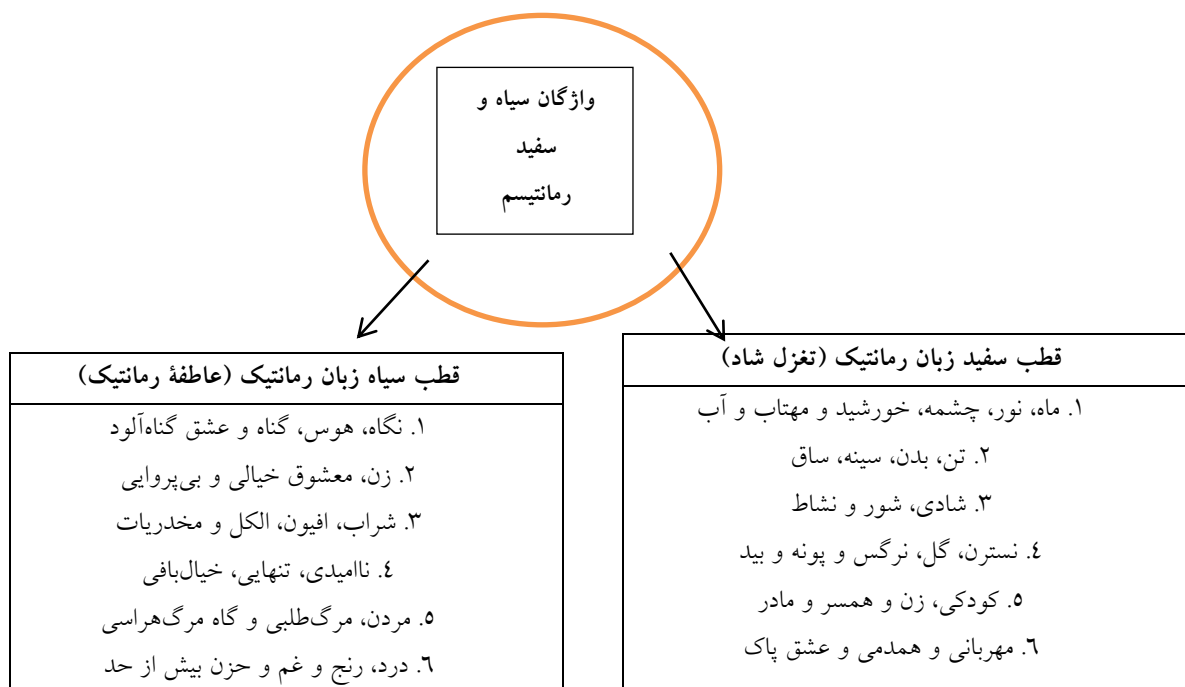 واژگان سیاه و
سفید
رمانتیسم
قطب سفید زبان رمانتیک (تغزل شاد)
۱. ماه، نور، چشمه، خورشید و مهتاب و آب
۲. تن، بدن، سینه، ساق
۳. شادی، شور و نشاط
٤. نسترن، گل، نرگس و پونه و بید
٥. کودکی، زن و همسر و مادر
٦. مهربانی و همدمی و عشق پاک
قطب سیاه زبان رمانتیک (عاطفۀ رمانتیک)
۱. نگاه، هوس، گناه و عشق گناه‌آلود
۲. زن، معشوق خیالی و بی‌پروایی
۳. شراب، افیون، الکل و مخدریات
٤. ناامیدی، تنهایی، خیال‌بافی
٥. مردن، مرگ‌طلبی و گاه مرگ‌هراسی
٦. درد، رنج و غم و حزن بیش از حد